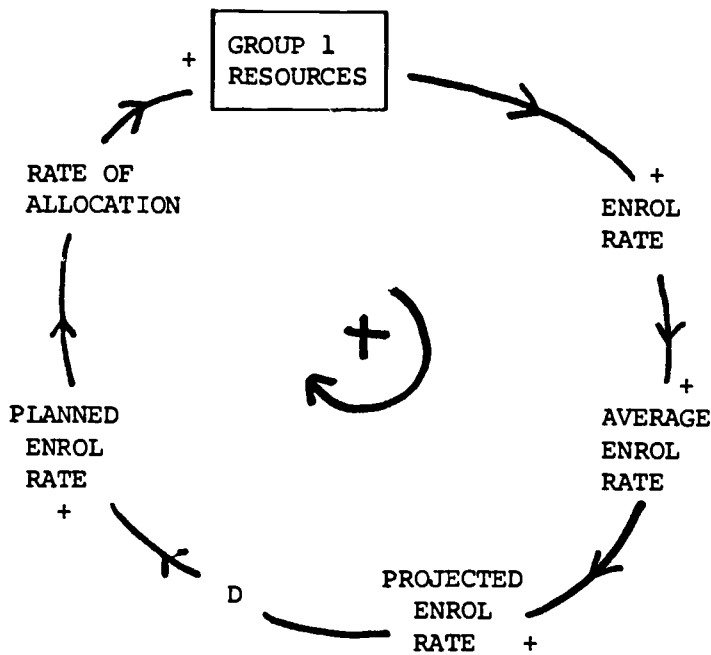 +
GROUP 1
RESOURCES
+
ENROL
RATE
+
AVERAGE
ENROL
RATE
PROJECTED
ENROL
RATE +
D
PLANNED
ENROL
RATE
+
RATE OF
ALLOCATION
+